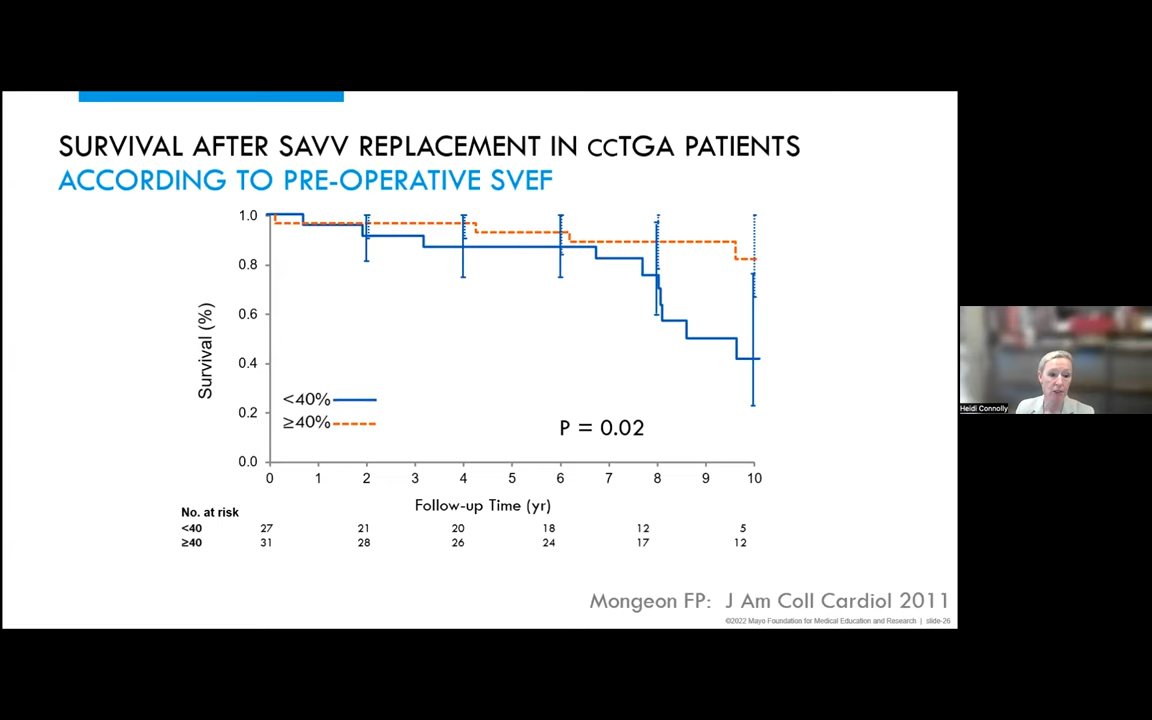 SURVIVAL AFTER SAVV REPLACEMENT IN CCTGA PATIENTS
ACCORDING TO PRE-OPERATIVE SVEF
1.0
0.8
0.6
0.4
0.2
0.0
Survival (%)
<40%
≥40%
P = 0.02
0 1 2 3 4 5 6 7 8 9 10
Follow-up Time (yr)
No. at risk
<40 27 21 20 18 12 5
≥40 31 28 26 24 17 12
Mongeon FP: J Am Coll Cardiol 2011
©2022 Mayo Foundation for Medical Education and Research | slide-26
Heidi Connolly